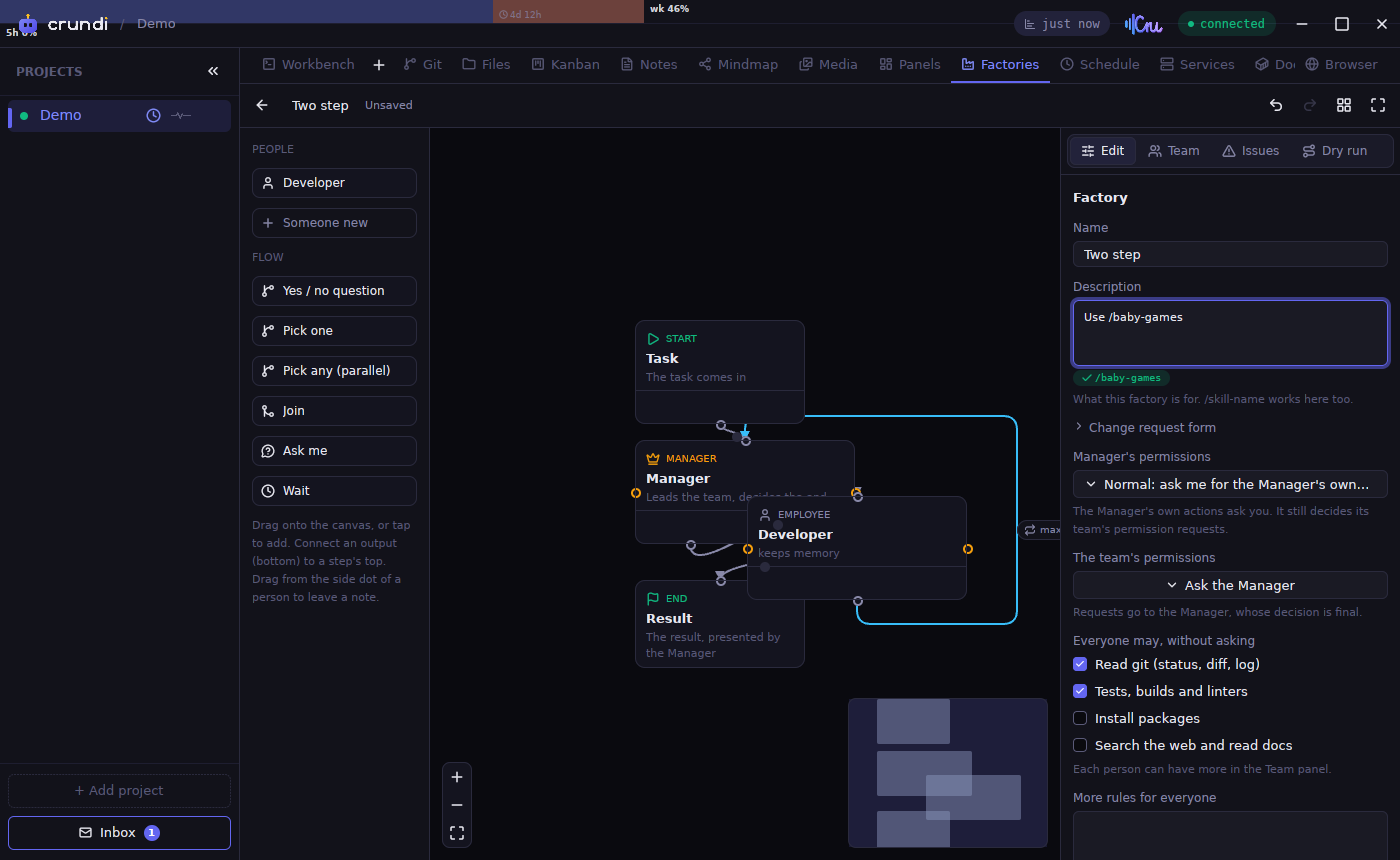 4d 12h
wk 46%
crundi / Demo
just now
Cru
connected
PROJECTS
Demo
+ Add project
Inbox 1
Workbench
Git
Files
Kanban
Notes
Mindmap
Media
Panels
Factories
Schedule
Services
Browser
Two step
Unsaved
PEOPLE
Developer
Someone new
FLOW
Yes / no question
Pick one
Pick any (parallel)
Join
Ask me
Wait
Drag onto the canvas, or tap
to add. Connect an output
(bottom) to a step's top.
Drag from the side dot of a
person to leave a note.
START
Task
The task comes in
MANAGER
Manager
Leads the team, decides the end
EMPLOYEE
Developer
keeps memory
max
END
Result
The result, presented by
the Manager
Edit
Team
Issues
Dry run
Factory
Name
Two step
Description
Use /baby-games
/baby-games
What this factory is for. /skill-name works here too.
Change request form
Manager's permissions
Normal: ask me for the Manager's own...
The Manager's own actions ask you. It still decides its
team's permission requests.
The team's permissions
Ask the Manager
Requests go to the Manager, whose decision is final.
Everyone may, without asking
Read git (status, diff, log)
Tests, builds and linters
Install packages
Search the web and read docs
Each person can have more in the Team panel.
More rules for everyone